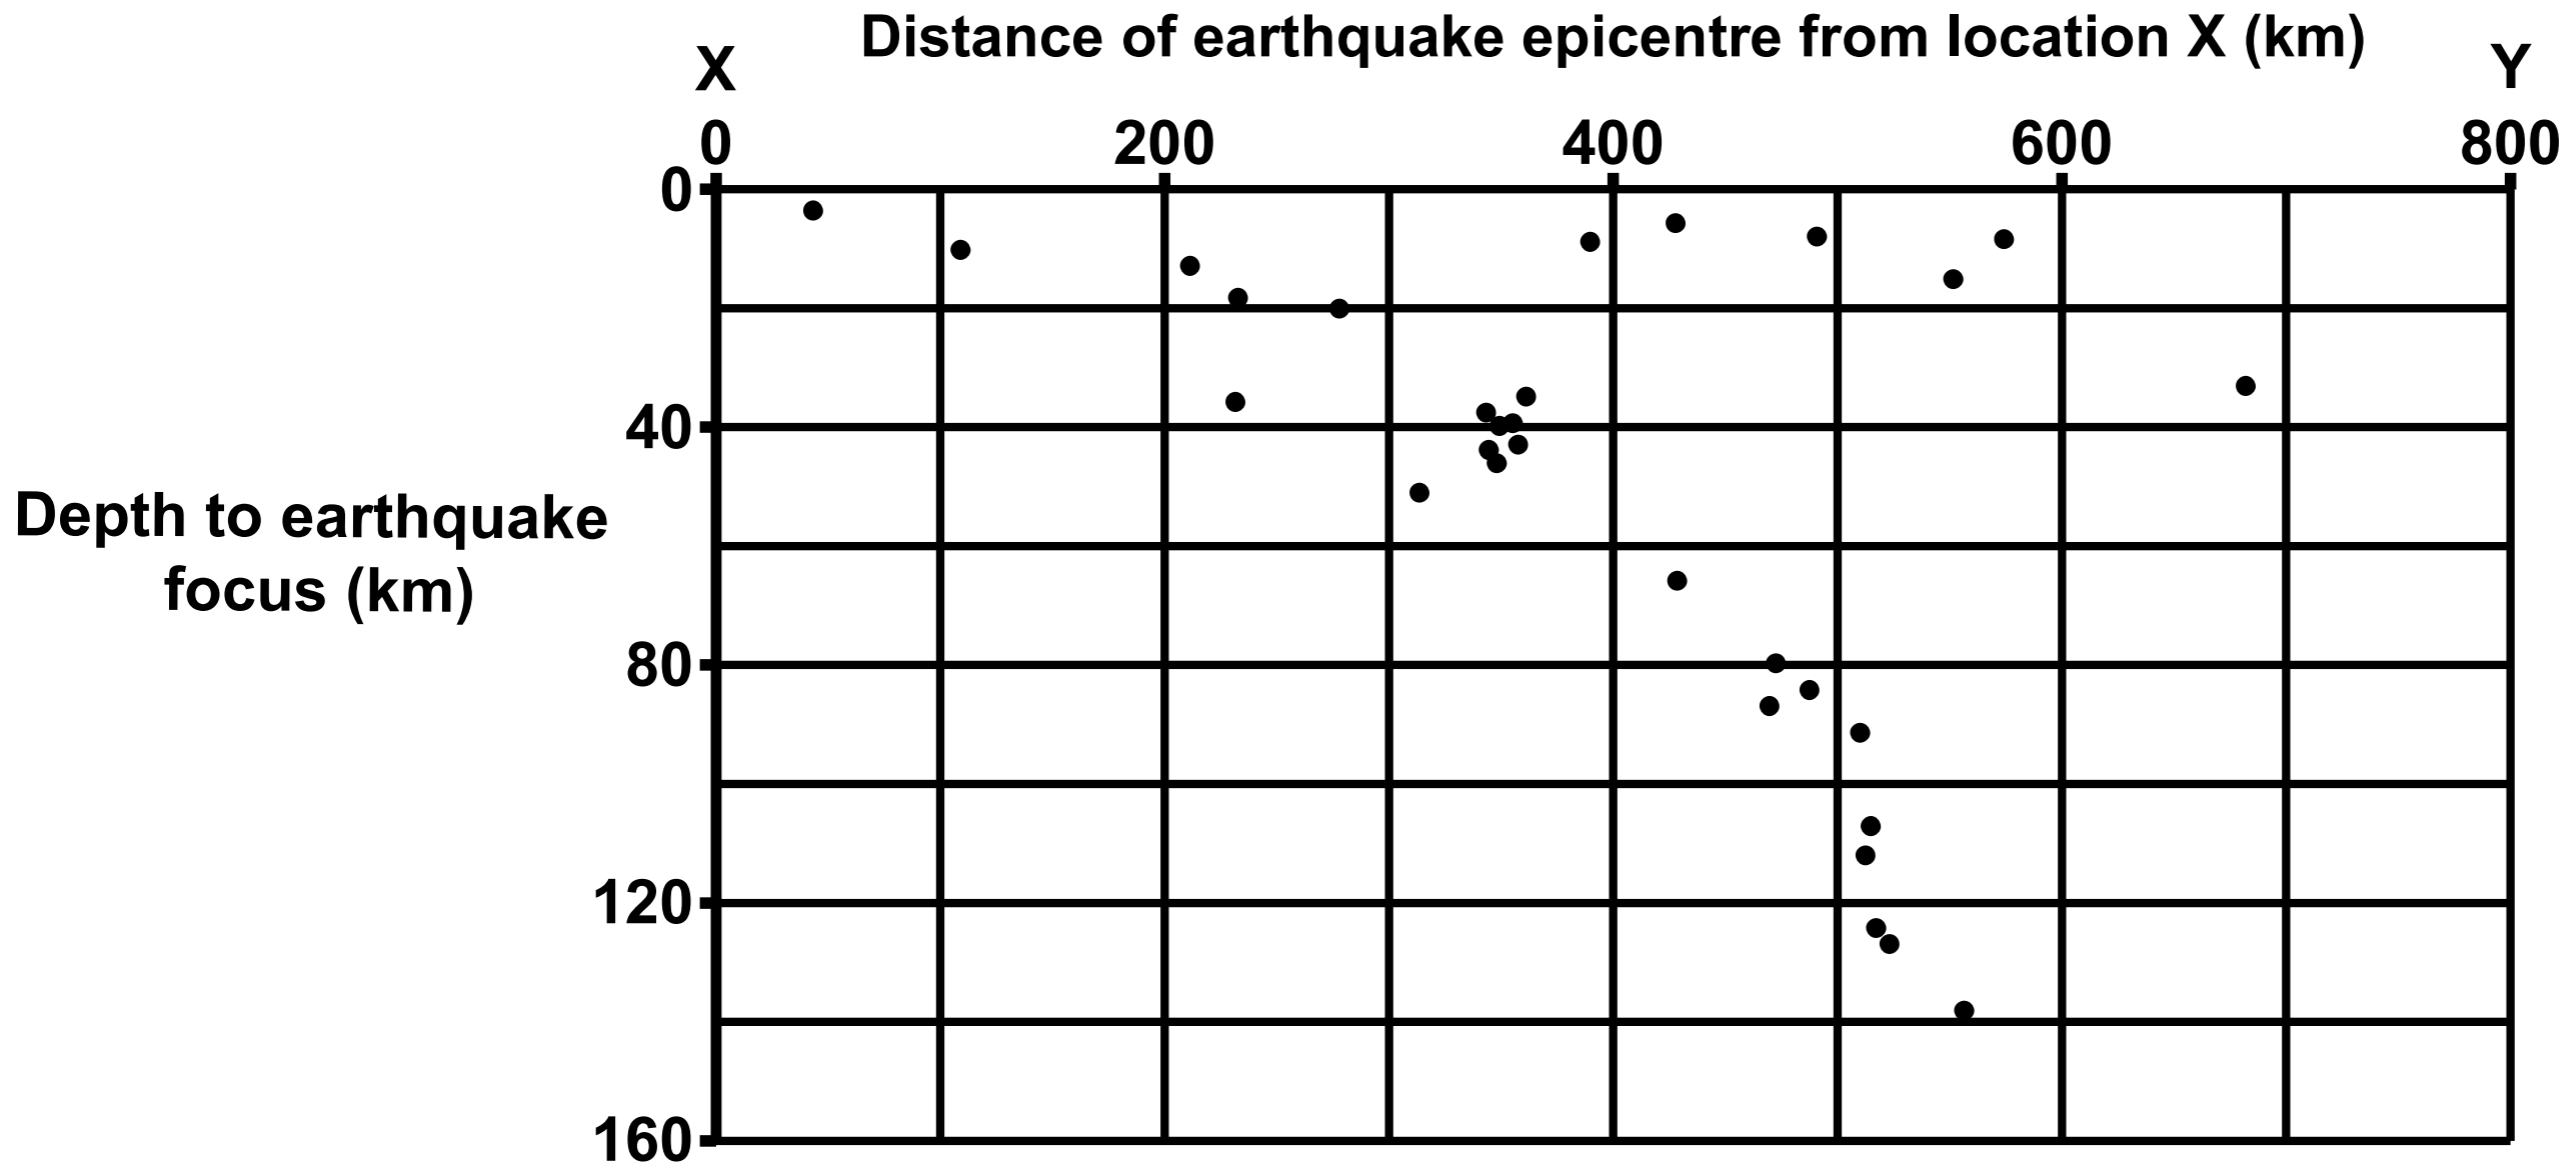 Distance of earthquake epicentre from location X (km)
X Y
0 200 400 600 800
0
40
Depth to earthquake
focus (km)
80
120
160